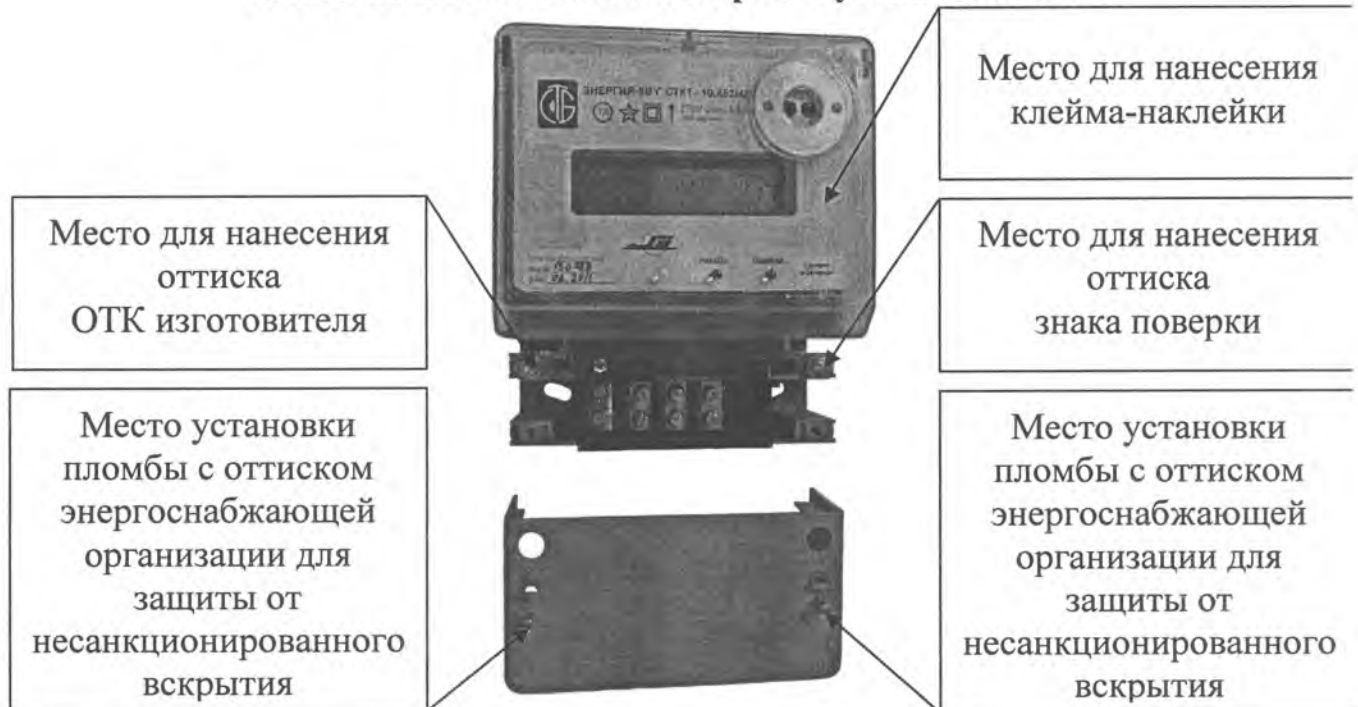 Место для нанесения
клейма-наклейки
Место для нанесения
оттиска
ОТК изготовителя
Место для нанесения
оттиска
знака поверки
Место установки
пломбы с оттиском
энергоснабжающей
организации для
защиты от
несанкционированного
вскрытия
Место установки
пломбы с оттиском
энергоснабжающей
организации для
защиты от
несанкционированного
вскрытия
ЭНЕРГИЯ-9